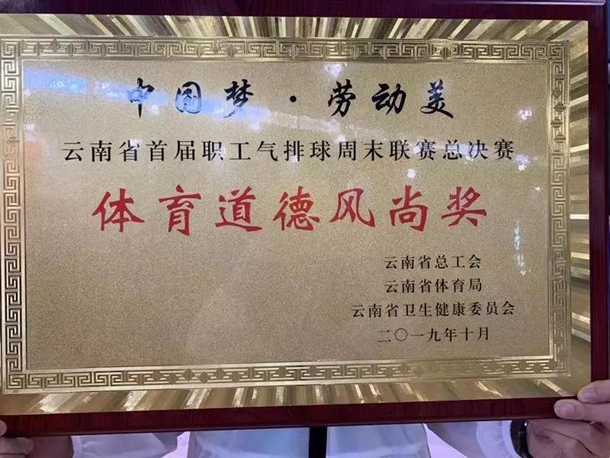 中国梦·劳动美
云南省首届职工气排球周末联赛总决赛
体育道德风尚奖
云南省总工会
云南省体育局
云南省卫生健康委员会
二〇一九年十月